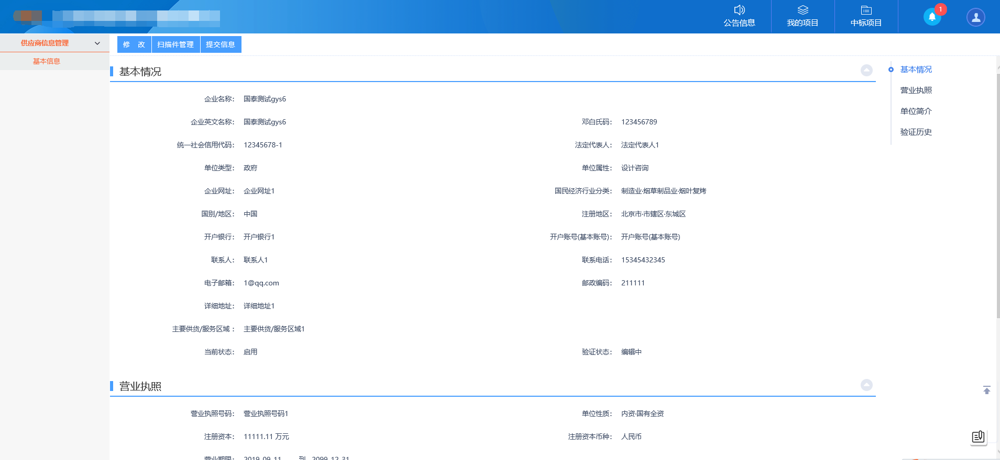 公告信息
我的项目
中标项目
1
供应商信息管理
基本信息
修 改
扫描件管理
提交信息
基本情况
企业名称： 国泰测试gys6
企业英文名称： 国泰测试gys6 邓白氏码： 123456789
统一社会信用代码： 12345678-1 法定代表人： 法定代表人1
单位类型： 政府 单位属性： 设计咨询
企业网址： 企业网址1 国民经济行业分类： 制造业·烟草制品业·烟叶复烤
国别/地区： 中国 注册地区： 北京市·市辖区·东城区
开户银行： 开户银行1 开户账号(基本账号)： 开户账号(基本账号)
联系人： 联系人1 联系电话： 15345432345
电子邮箱： 1@qq.com 邮政编码： 211111
详细地址： 详细地址1
主要供货/服务区域： 主要供货/服务区域1
当前状态： 启用 验证状态： 编辑中
营业执照
营业执照号码： 营业执照号码1 单位性质： 内资·国有全资
注册资本： 11111.11 万元 注册资本币种： 人民币
营业期限： 2019-09-11 到 2099-12-31
基本情况
营业执照
单位简介
验证历史